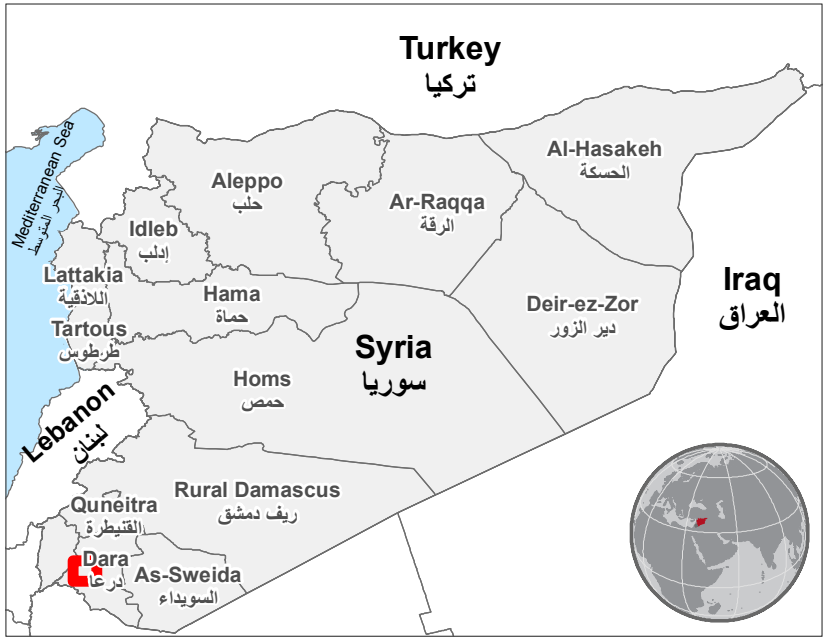 Turkey
تركيا
Mediterranean Sea
البحر المتوسط
Al-Hasakeh
الحسكة
Aleppo
حلب
Ar-Raqqa
الرقة
Idleb
إدلب
Lattakia
اللاذقية
Hama
حماة
Deir-ez-Zor
دير الزور
Iraq
العراق
Tartous
طرطوس
Syria
سوريا
Homs
حمص
Lebanon
لبنان
Rural Damascus
ريف دمشق
Quneitra
القنيطرة
Dara
درعا
As-Sweida
السويداء